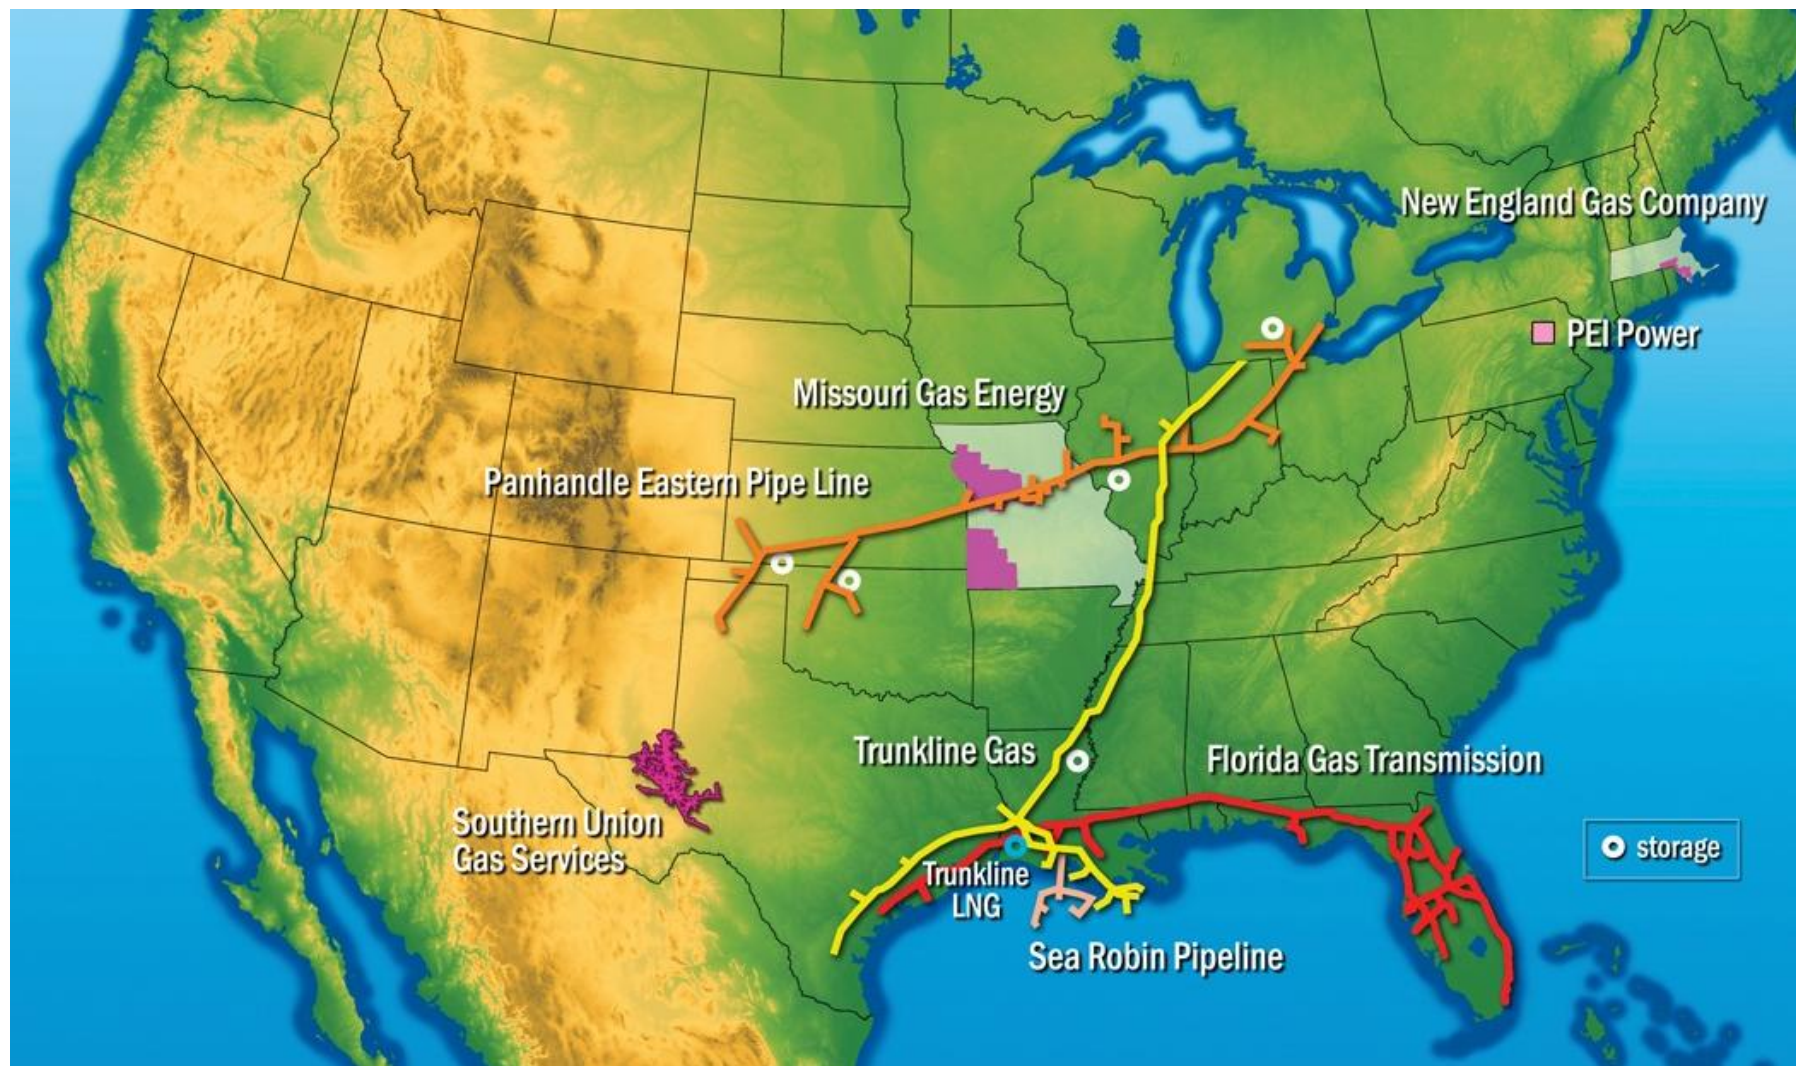 New England Gas Company
PEI Power
Missouri Gas Energy
Panhandle Eastern Pipe Line
Trunkline Gas
Florida Gas Transmission
Southern Union
Gas Services
storage
Trunkline
LNG
Sea Robin Pipeline